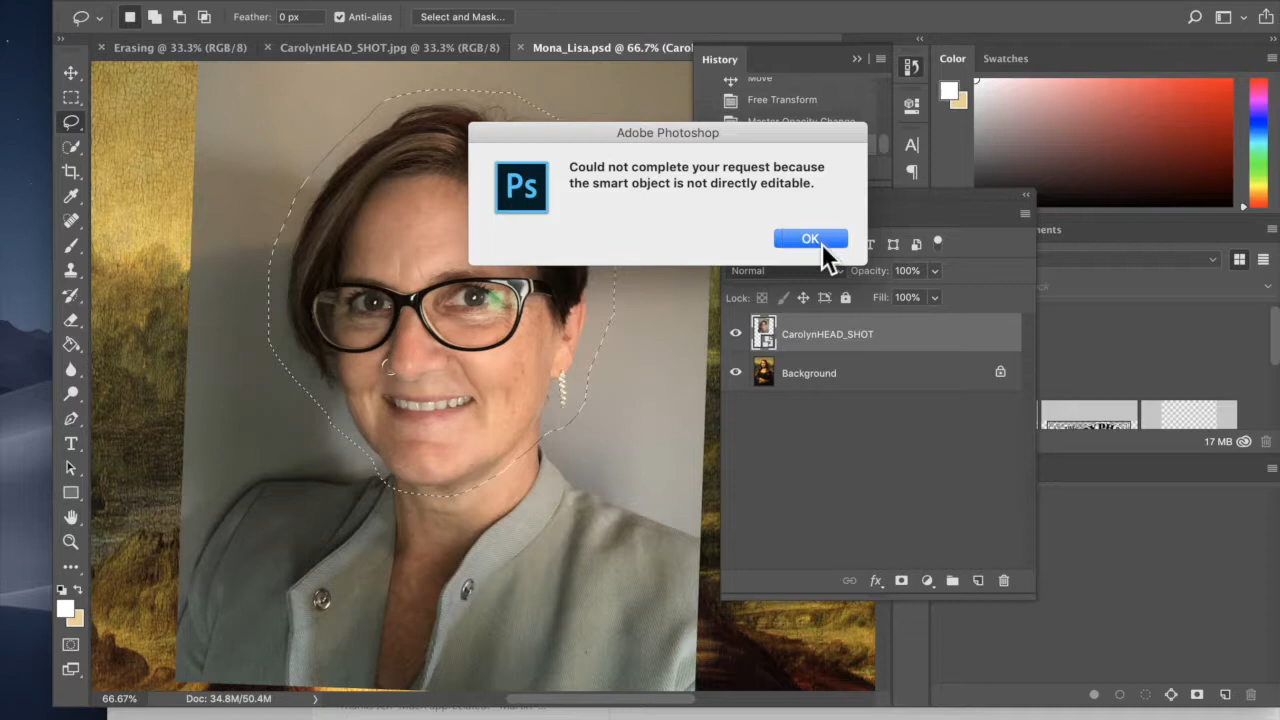 Feather: 0 px
Anti-alias
Select and Mask...
Erasing @ 33.3% (RGB/8)
CarolynHEAD_SHOT.jpg @ 33.3% (RGB/8)
Mona_Lisa.psd @ 66.7% (Carol
History
Color
Swatches
Move
Free Transform
Master Opacity Change
Adobe Photoshop
Ps
Could not complete your request because
the smart object is not directly editable.
OK
Normal
Opacity: 100%
Lock:
Fill: 100%
CarolynHEAD_SHOT
Background
17 MB
66.67%
Doc: 34.8M/50.4M